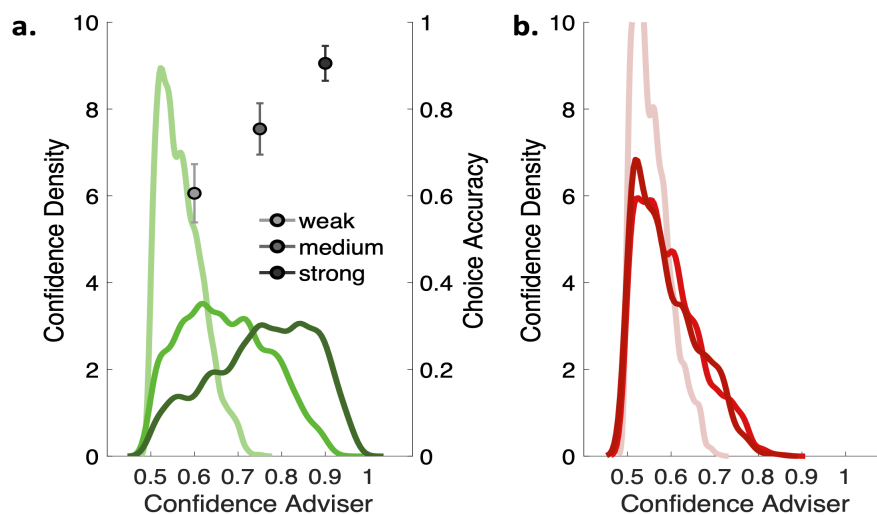 a.
10
8
6
4
2
0
Confidence Density
0.5 0.6 0.7 0.8 0.9 1
Confidence Adviser
1
0.8
0.6
0.4
0.2
0
Choice Accuracy
weak
medium
strong
b.
10
8
6
4
2
0
Confidence Density
0.5 0.6 0.7 0.8 0.9 1
Confidence Adviser